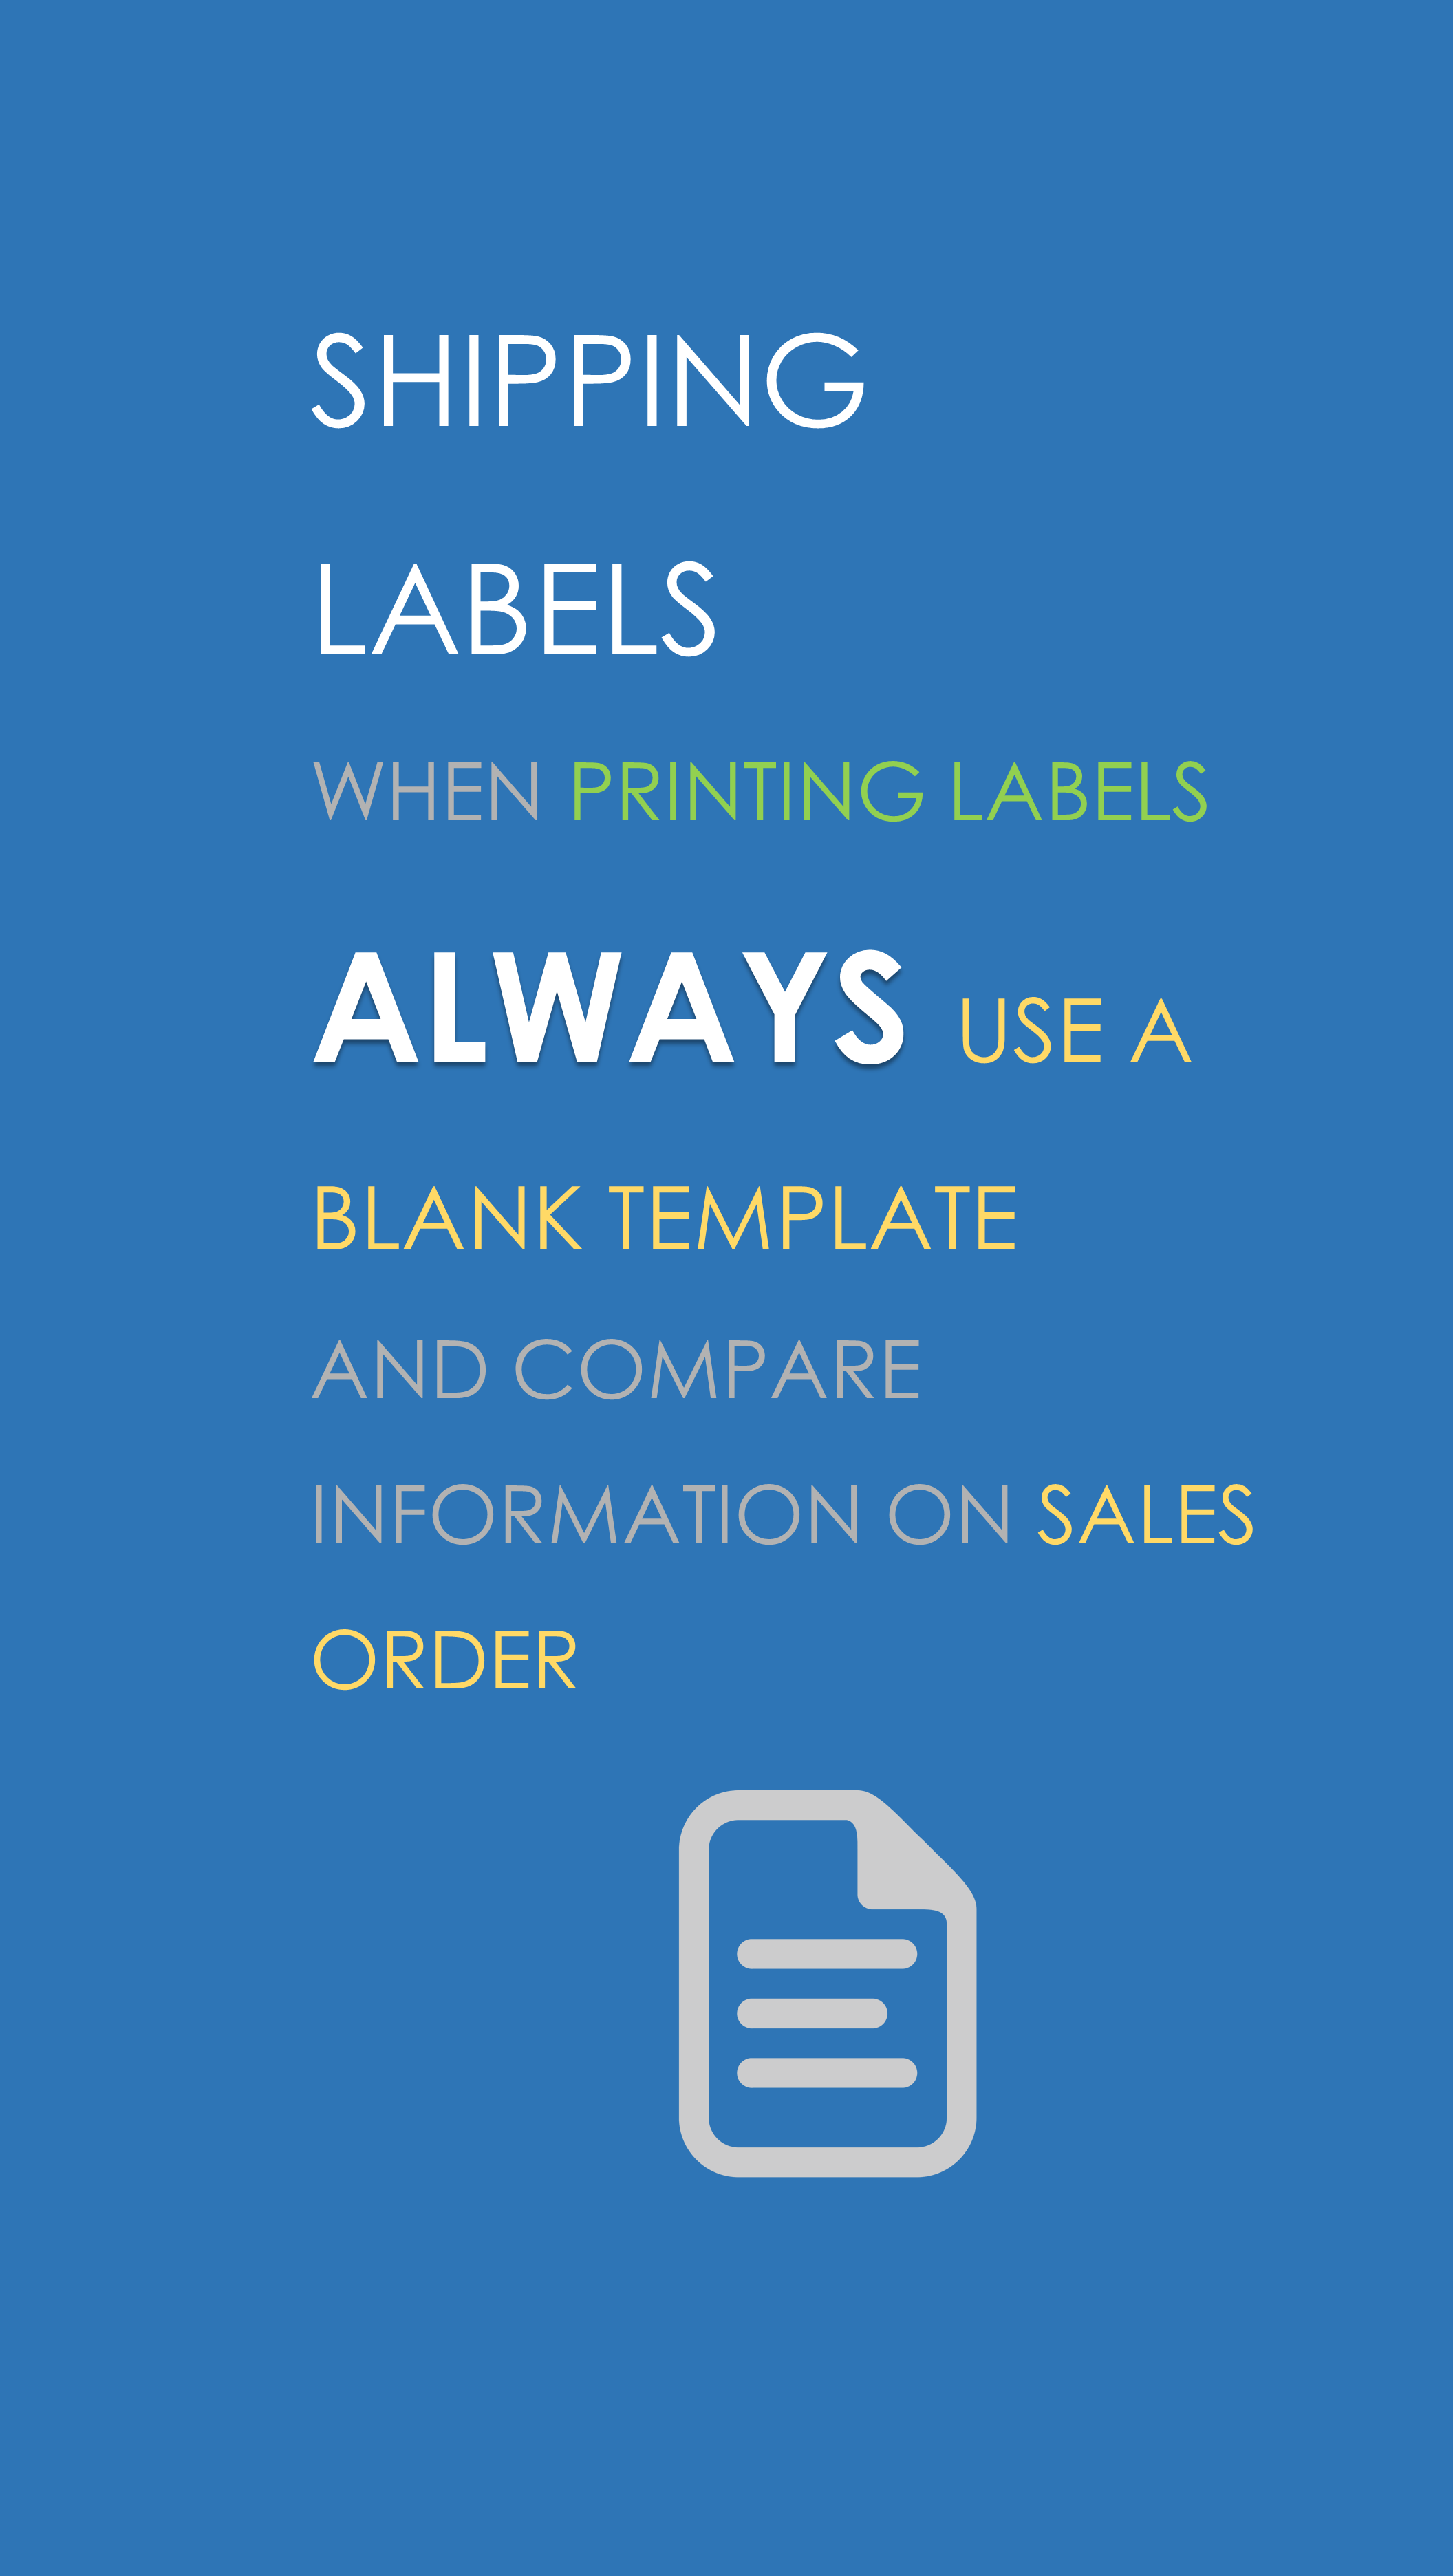 SHIPPING
LABELS
WHEN PRINTING LABELS
ALWAYS USE A
BLANK TEMPLATE
AND COMPARE
INFORMATION ON SALES
ORDER